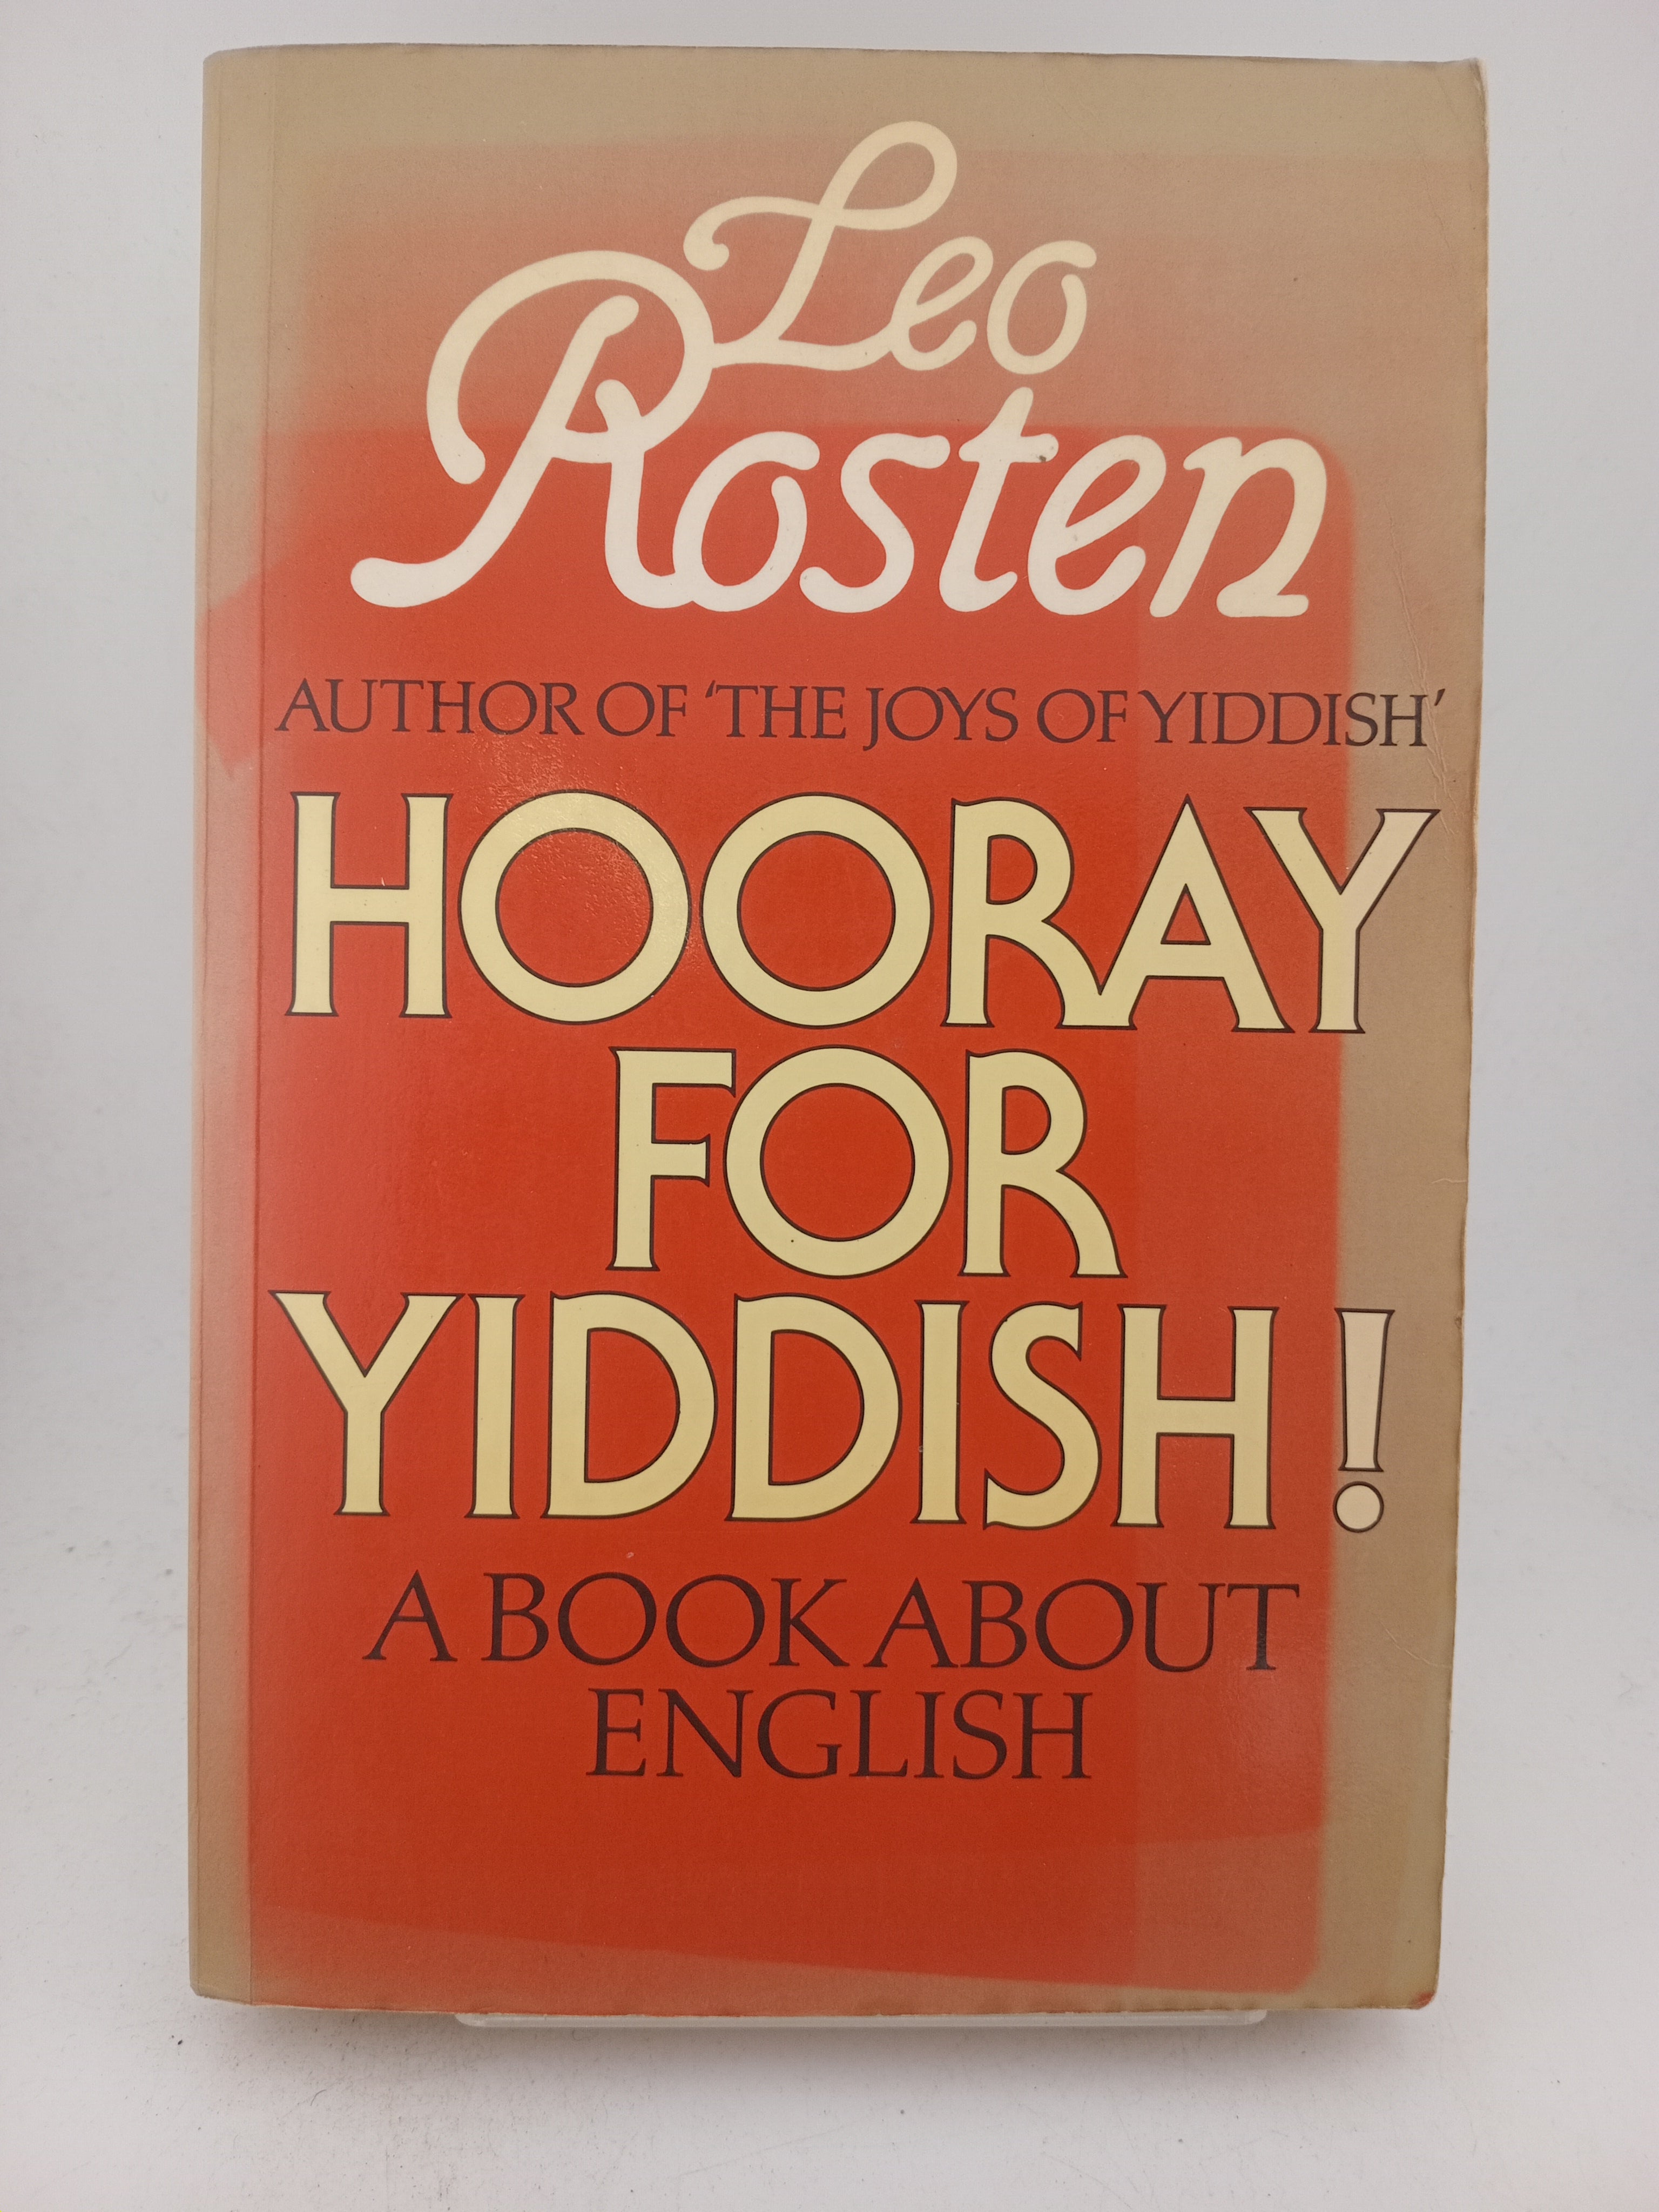 Leo
Rosten
AUTHOR OF 'THE JOYS OF YIDDISH'
HOORAY
FOR
YIDDISH!
A BOOK ABOUT
ENGLISH